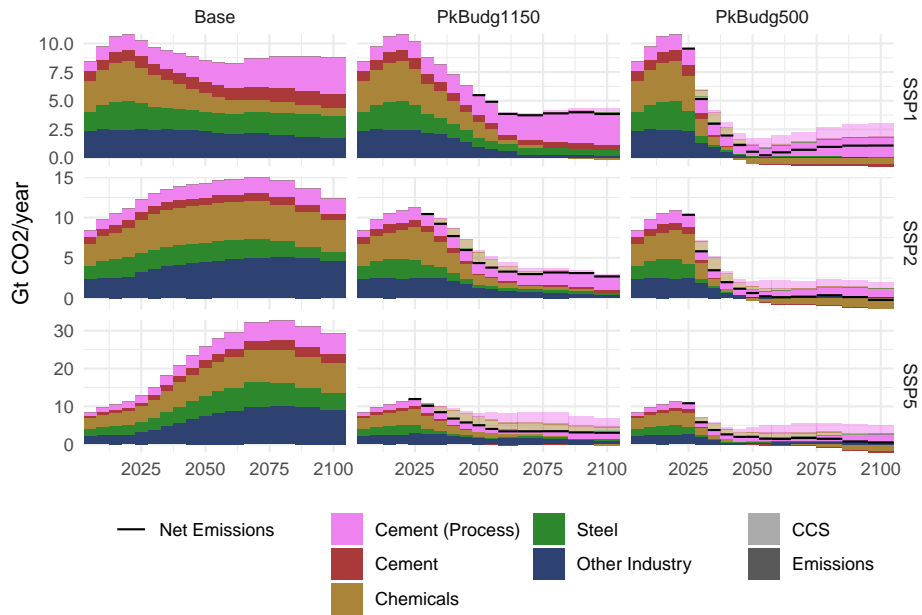 Base PkBudg1150 PkBudg500
10.0
7.5
5.0
2.5
0.0
SSP1
15
10
5
0
SSP2
30
20
10
0
SSP5
Gt CO2/year
2025 2050 2075 2100 2025 2050 2075 2100 2025 2050 2075 2100
Net Emissions
Cement (Process)
Cement
Chemicals
Steel
Other Industry
CCS
Emissions